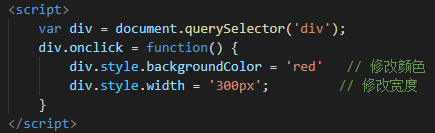 <script>
    var div = document.querySelector('div');
    div.onclick = function() {
        div.style.backgroundColor = 'red'   // 修改颜色
        div.style.width = '300px';         // 修改宽度
    }
</script>